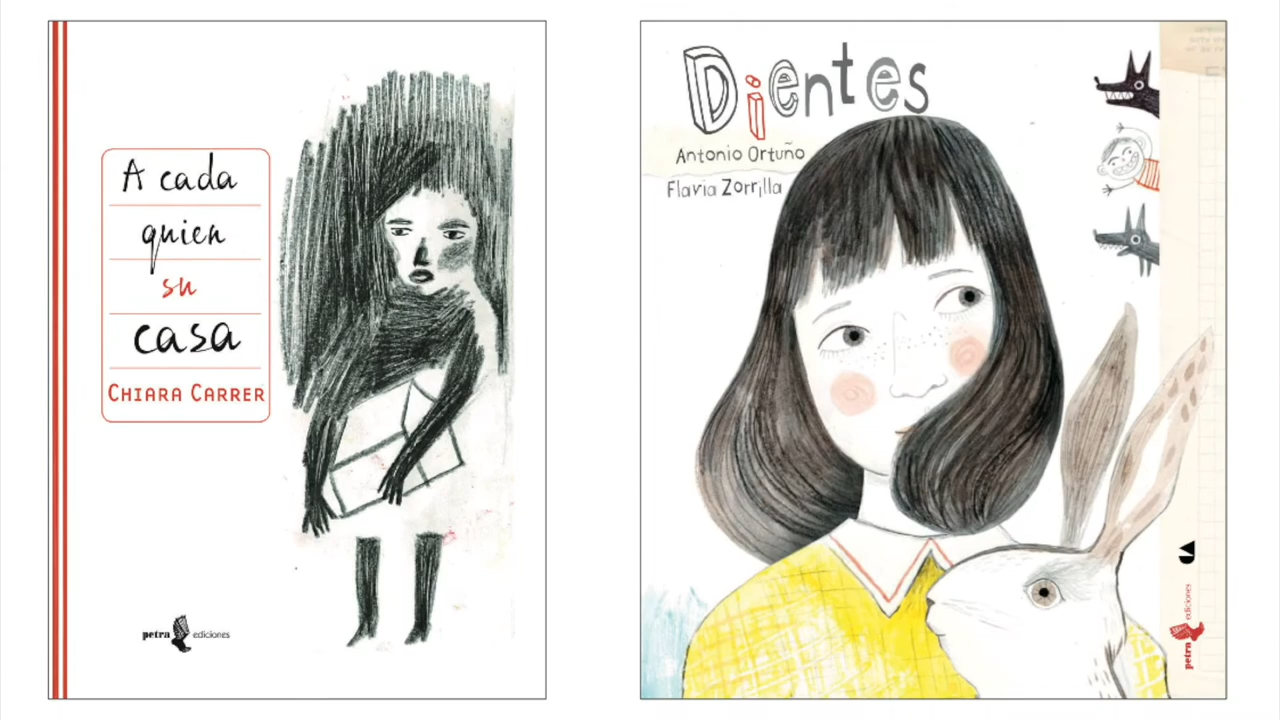 A cada
quien
su
casa
CHIARA CARRER
petra ediciones
Dientes
Antonio Ortuño
Flavia Zorrilla
petra ediciones